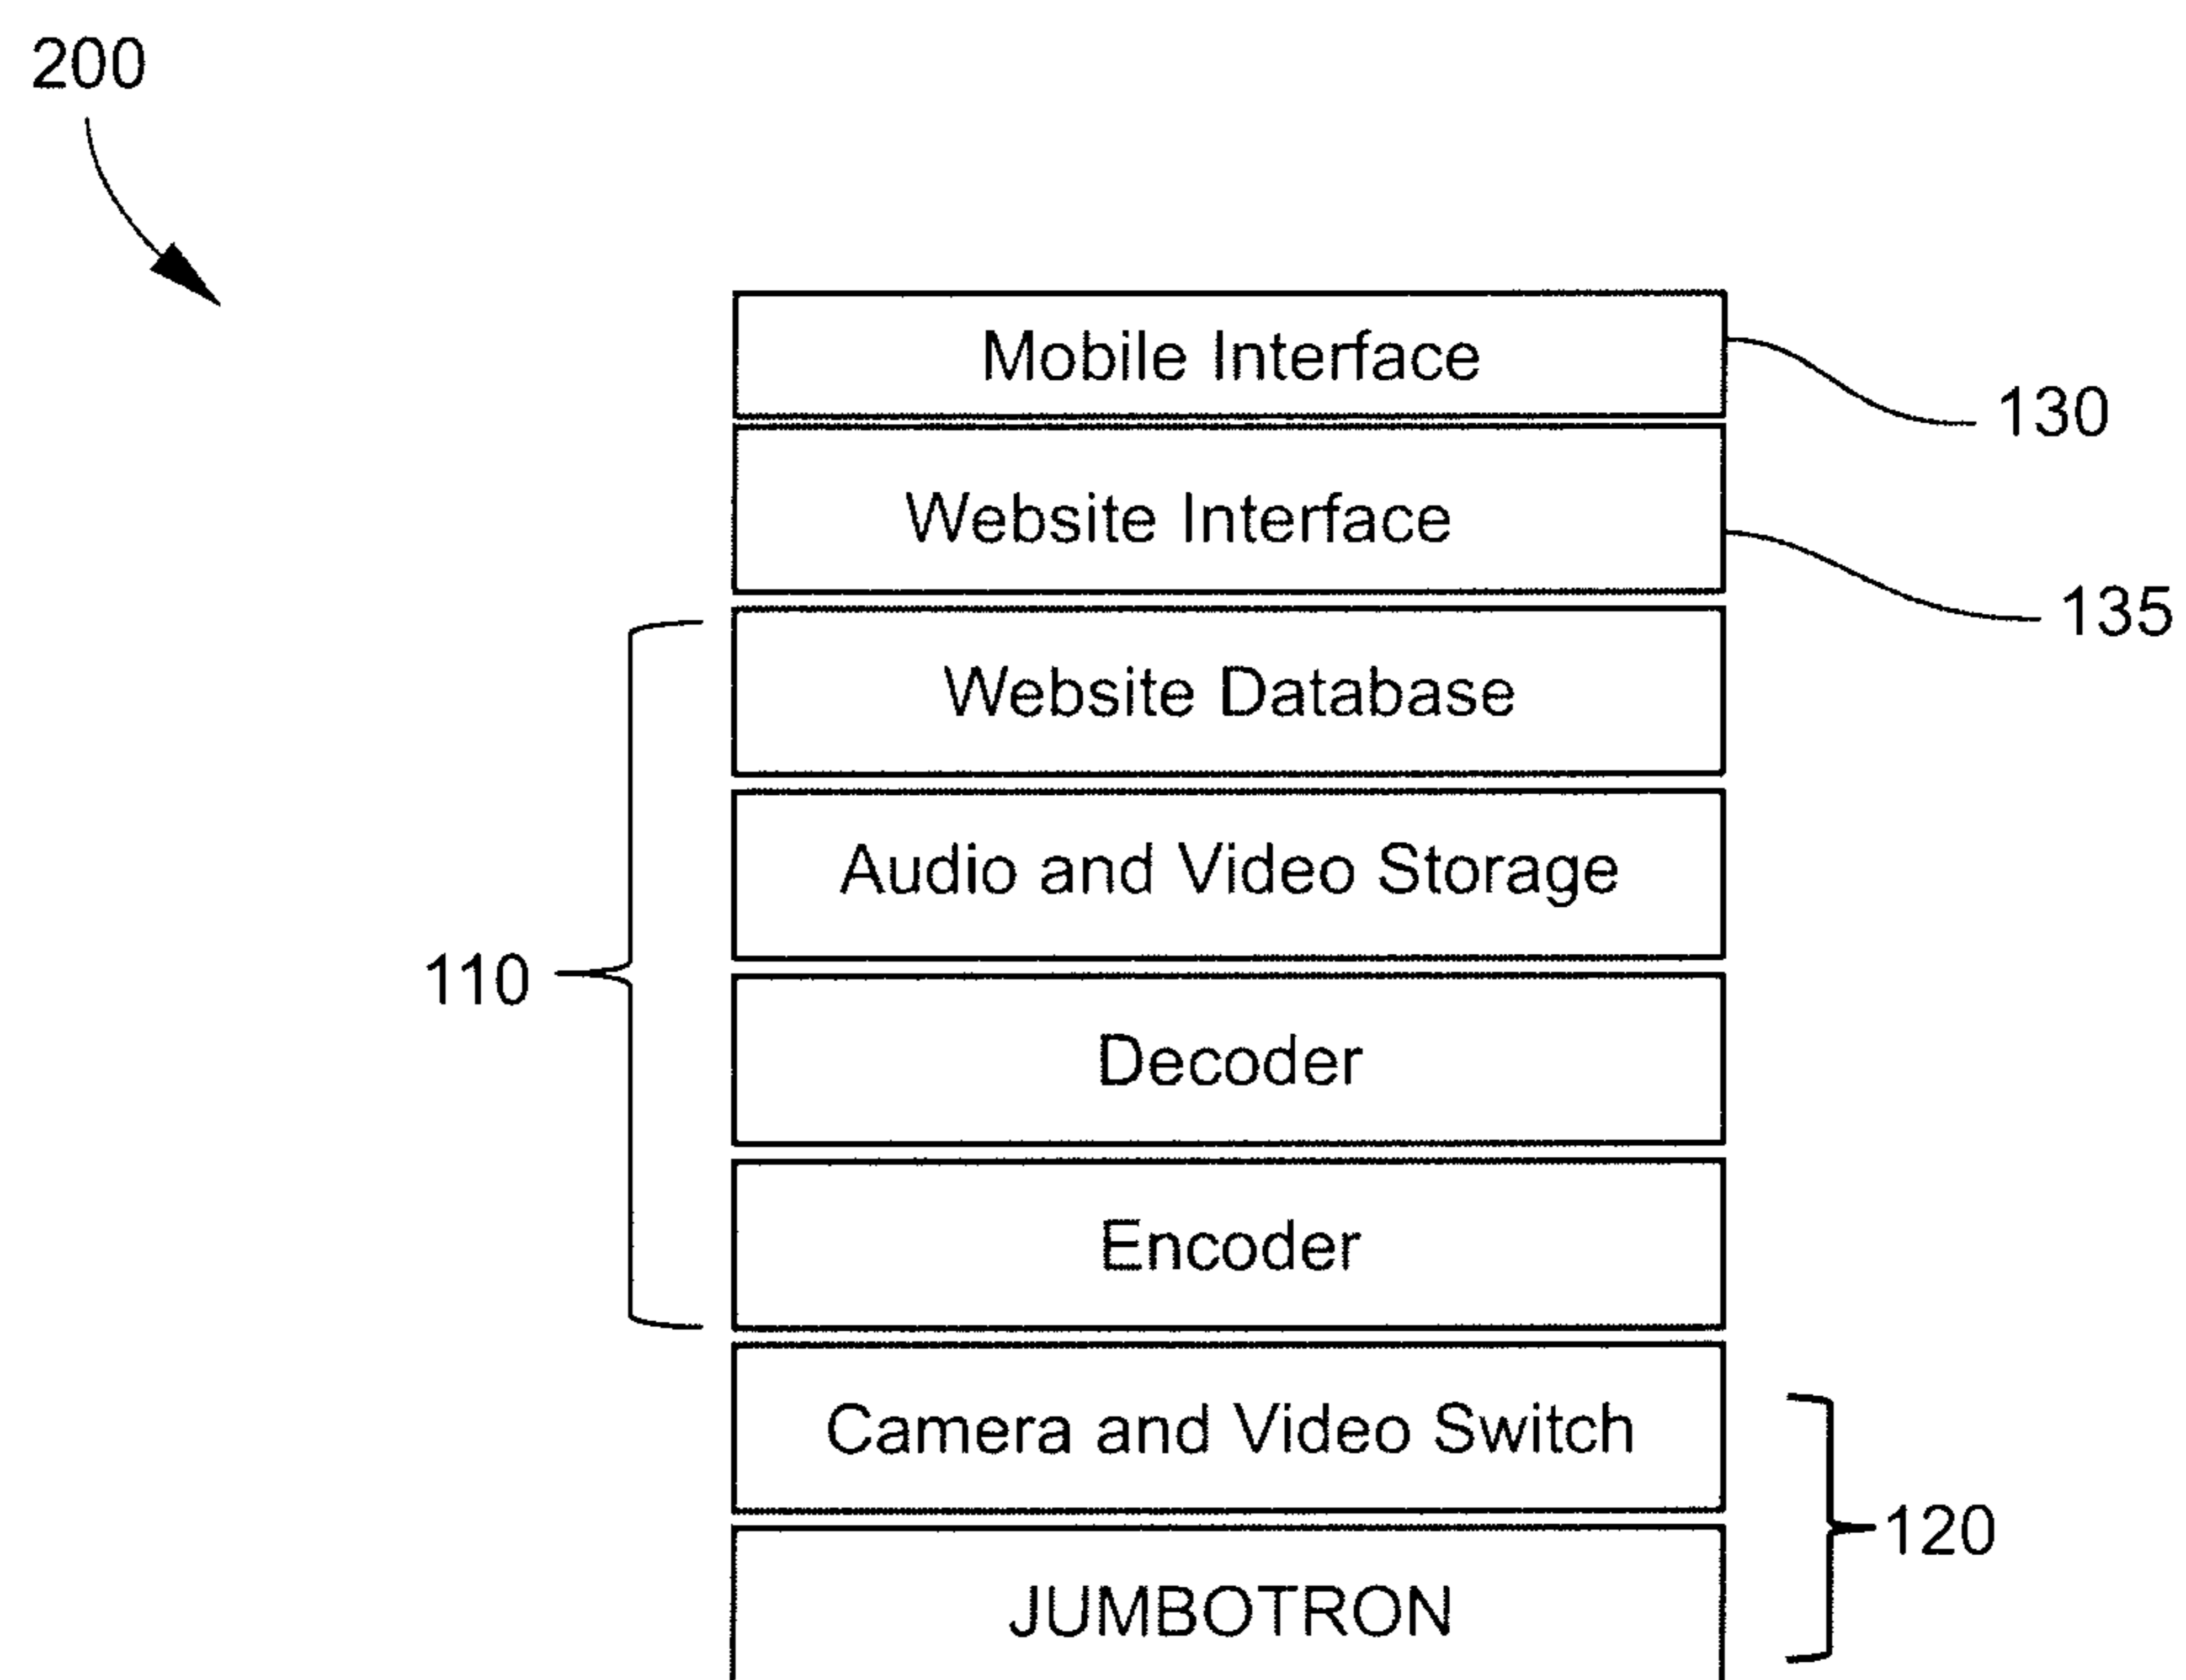 200
Mobile Interface
130
Website Interface
135
Website Database
Audio and Video Storage
110
Decoder
Encoder
Camera and Video Switch
120
JUMBOTRON